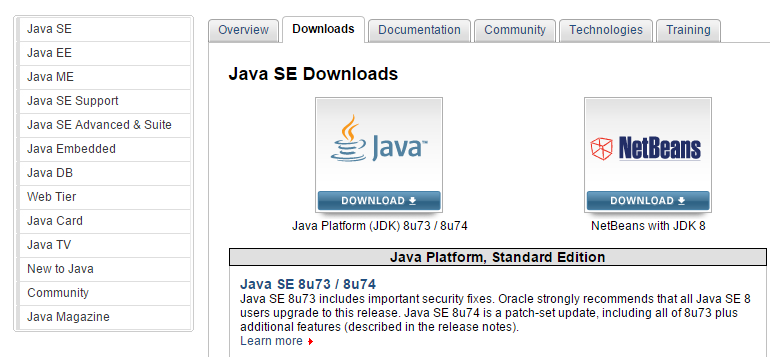 Java SE
Java EE
Java ME
Java SE Support
Java SE Advanced & Suite
Java Embedded
Java DB
Web Tier
Java Card
Java TV
New to Java
Community
Java Magazine
Overview
Downloads
Documentation
Community
Technologies
Training
Java SE Downloads
Java™
DOWNLOAD
Java Platform (JDK) 8u73 / 8u74
NetBeans
DOWNLOAD
NetBeans with JDK 8
Java Platform, Standard Edition
Java SE 8u73 / 8u74
Java SE 8u73 includes important security fixes. Oracle strongly recommends that all Java SE 8
users upgrade to this release. Java SE 8u74 is a patch-set update, including all of 8u73 plus
additional features (described in the release notes).
Learn more